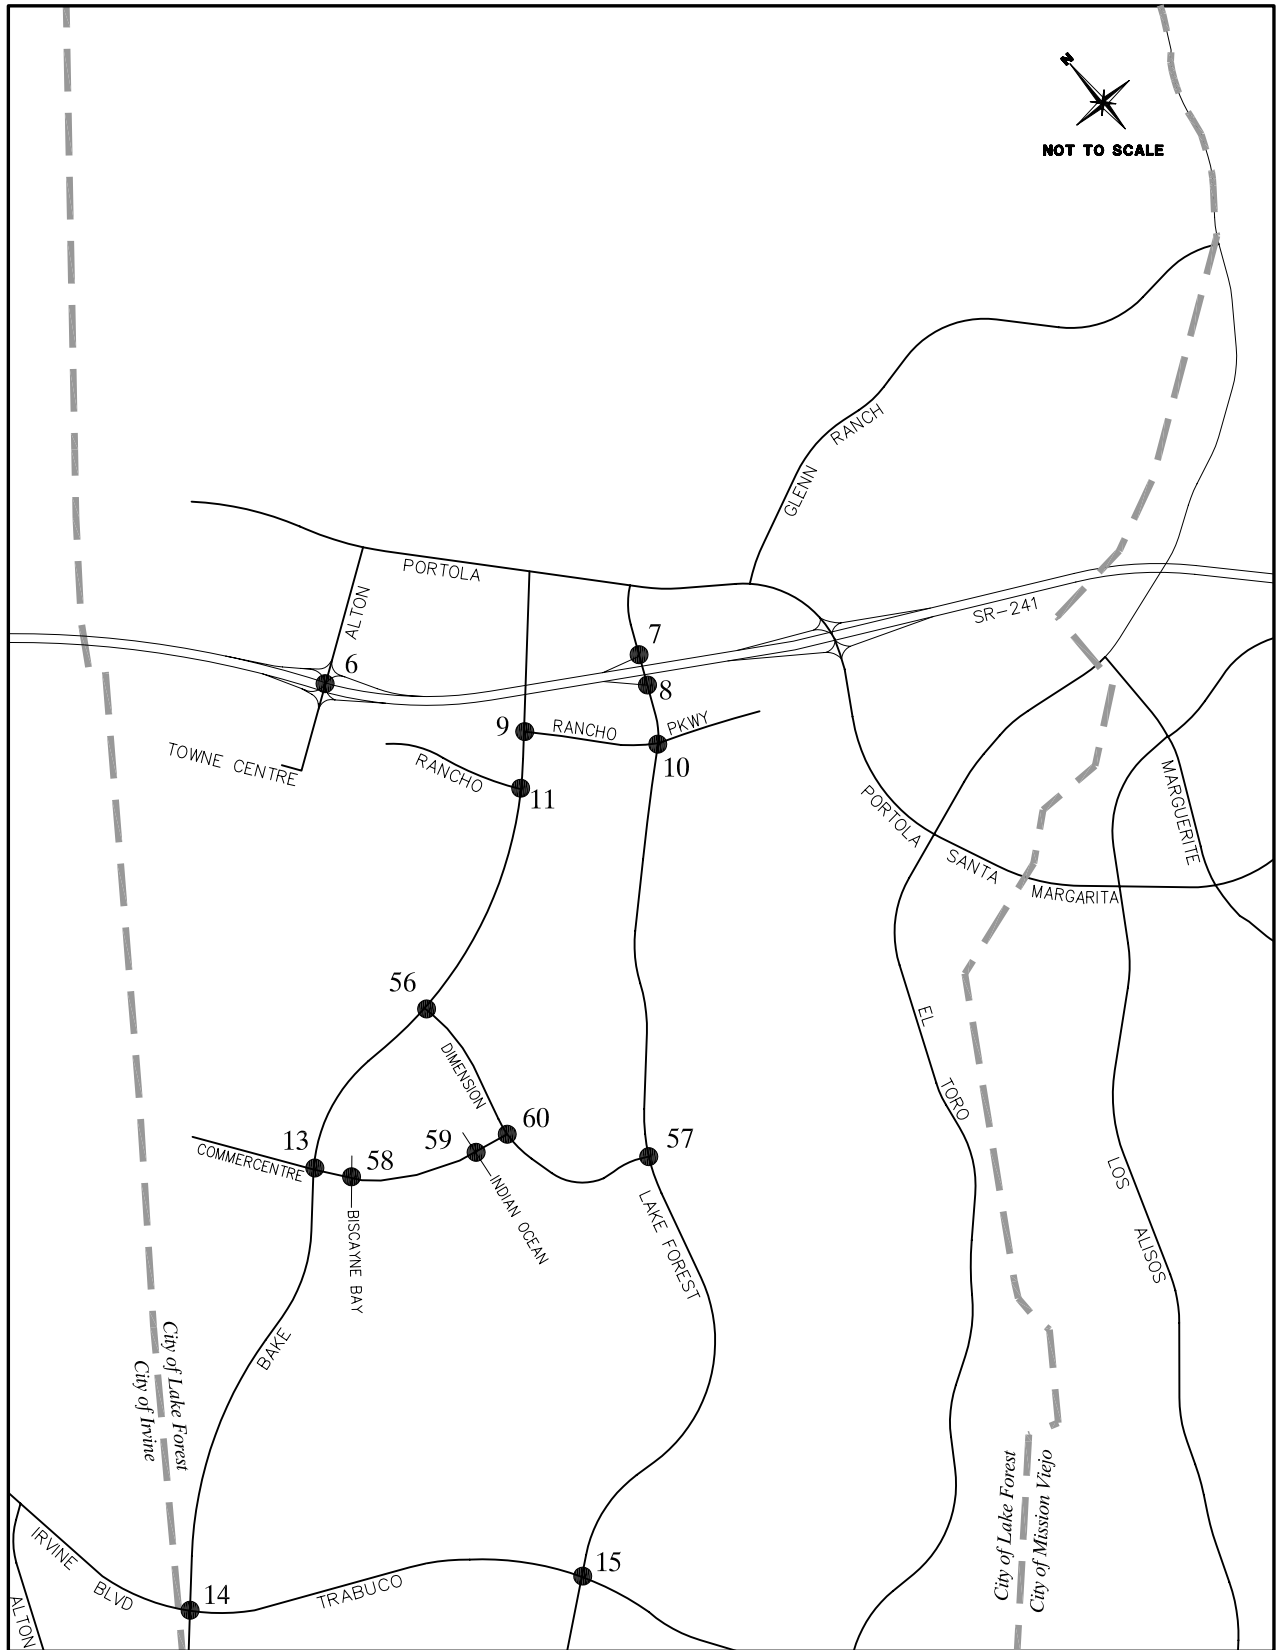 N
NOT TO SCALE
GLENN
RANCH
PORTOLA
ALTON
SR-241
7
6
8
9
RANCHO
PKWY
10
TOWNE CENTRE
RANCHO
11
MARGUERITE
PORTOLA
SANTA
MARGARITA
56
EL
TORO
DIMENSION
60
59
57
13
58
COMMERCENTRE
INDIAN OCEAN
BISCAYNE BAY
LAKE FOREST
LOS
ALISOS
BAKE
City of Lake Forest
City of Irvine
City of Lake Forest
City of Mission Viejo
IRVINE
BLVD
ALTON
14
TRABUCO
15